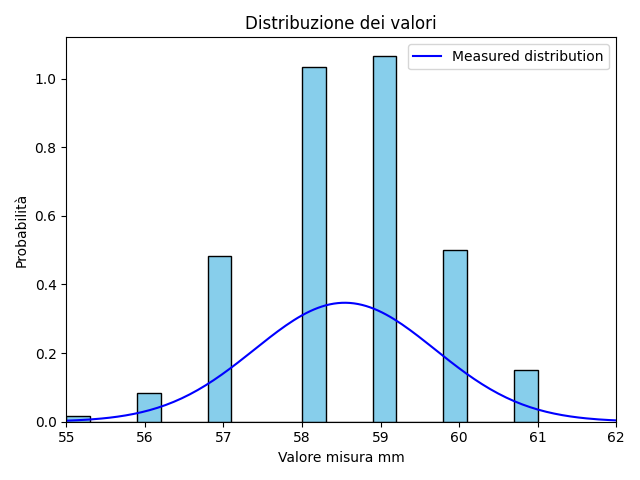 Distribuzione dei valori
Measured distribution
Probabilità
1.0
0.8
0.6
0.4
0.2
0.0
55 56 57 58 59 60 61 62
Valore misura mm